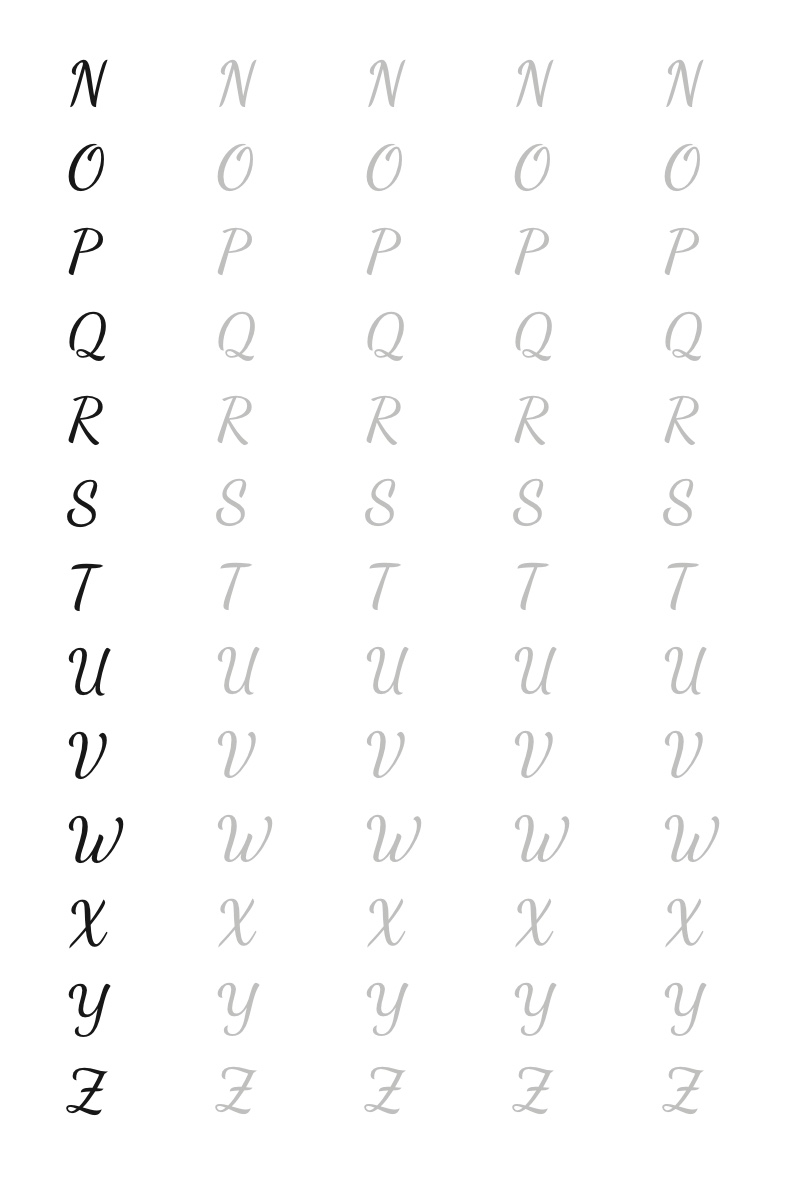 N N N N N
O O O O O
P P P P P
Q Q Q Q Q
R R R R R
S S S S S
T T T T T
U U U U U
V V V V V
W W W W W
X X X X X
Y Y Y Y Y
Z Z Z Z Z